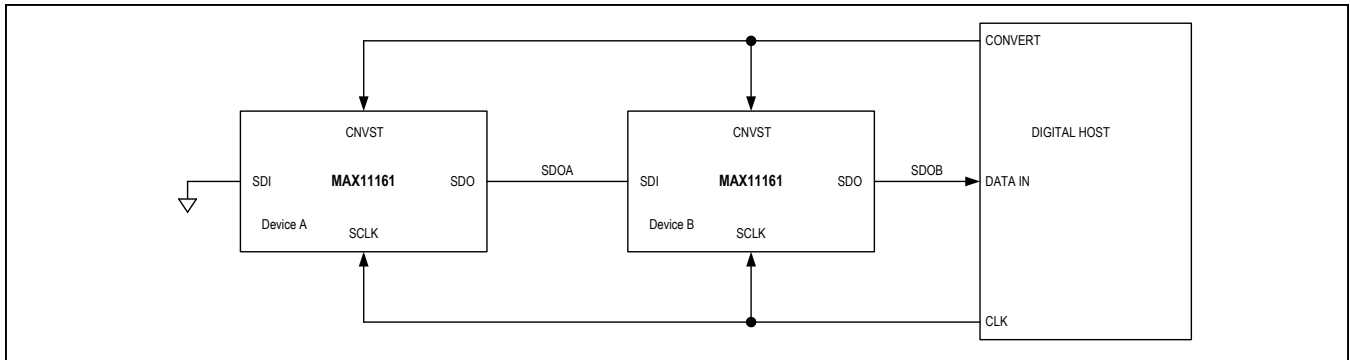 CONVERT
CNVST
CNVST
DIGITAL HOST
SDI
MAX11161
SDO
SDOA
SDI
MAX11161
SDO
SDOB
DATA IN
Device A
SCLK
Device B
SCLK
CLK